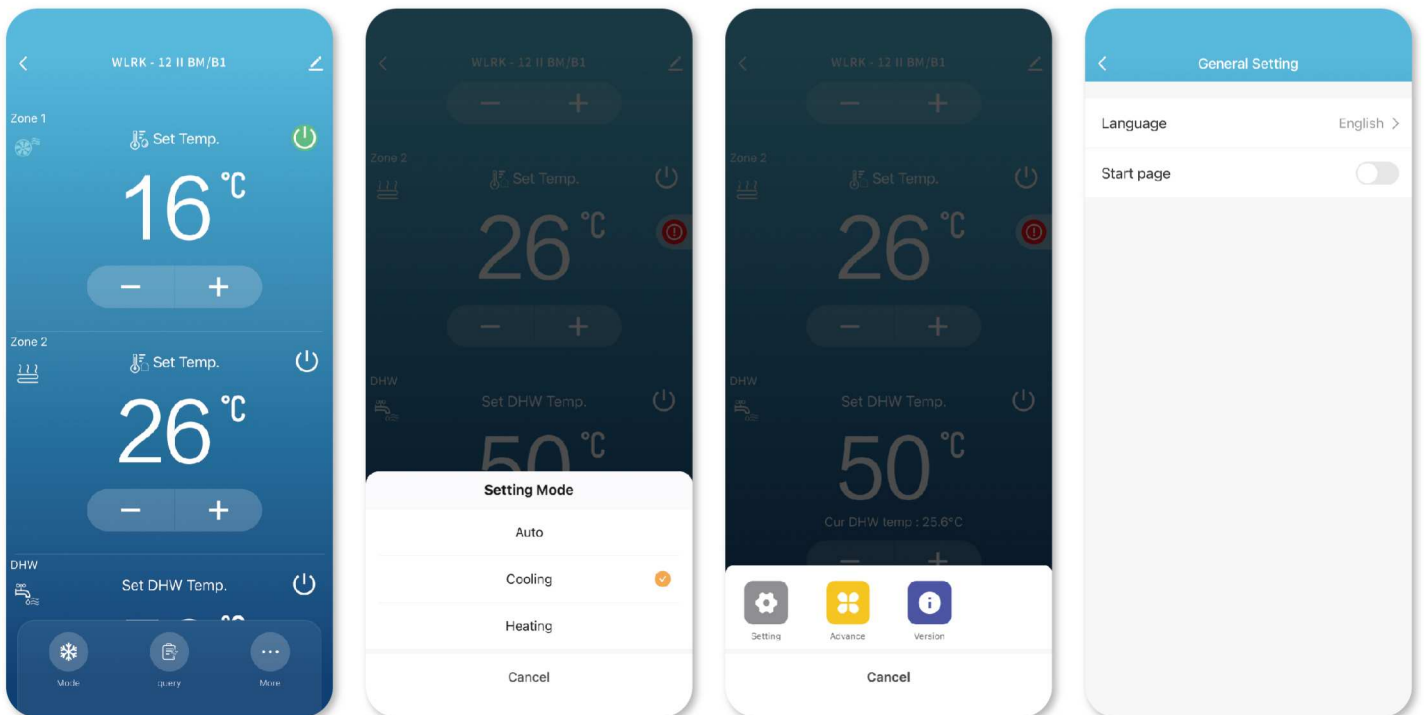 WLRK - 12 II BM/B1
Zone 1
Set Temp.
16 °C
− +
Zone 2
Set Temp.
26 °C
− +
DHW
Set DHW Temp.
Mode query More
WLRK - 12 II BM/B1
− +
Zone 2
Set Temp.
26 °C
− +
DHW
Set DHW Temp.
50 °C
Setting Mode
Auto
Cooling
Heating
Cancel
WLRK - 12 II BM/B1
− +
Zone 2
Set Temp.
26 °C
− +
DHW
Set DHW Temp.
50 °C
Cur DHW temp : 25.6°C
− +
Setting Advance Version
Cancel
General Setting
Language English >
Start page